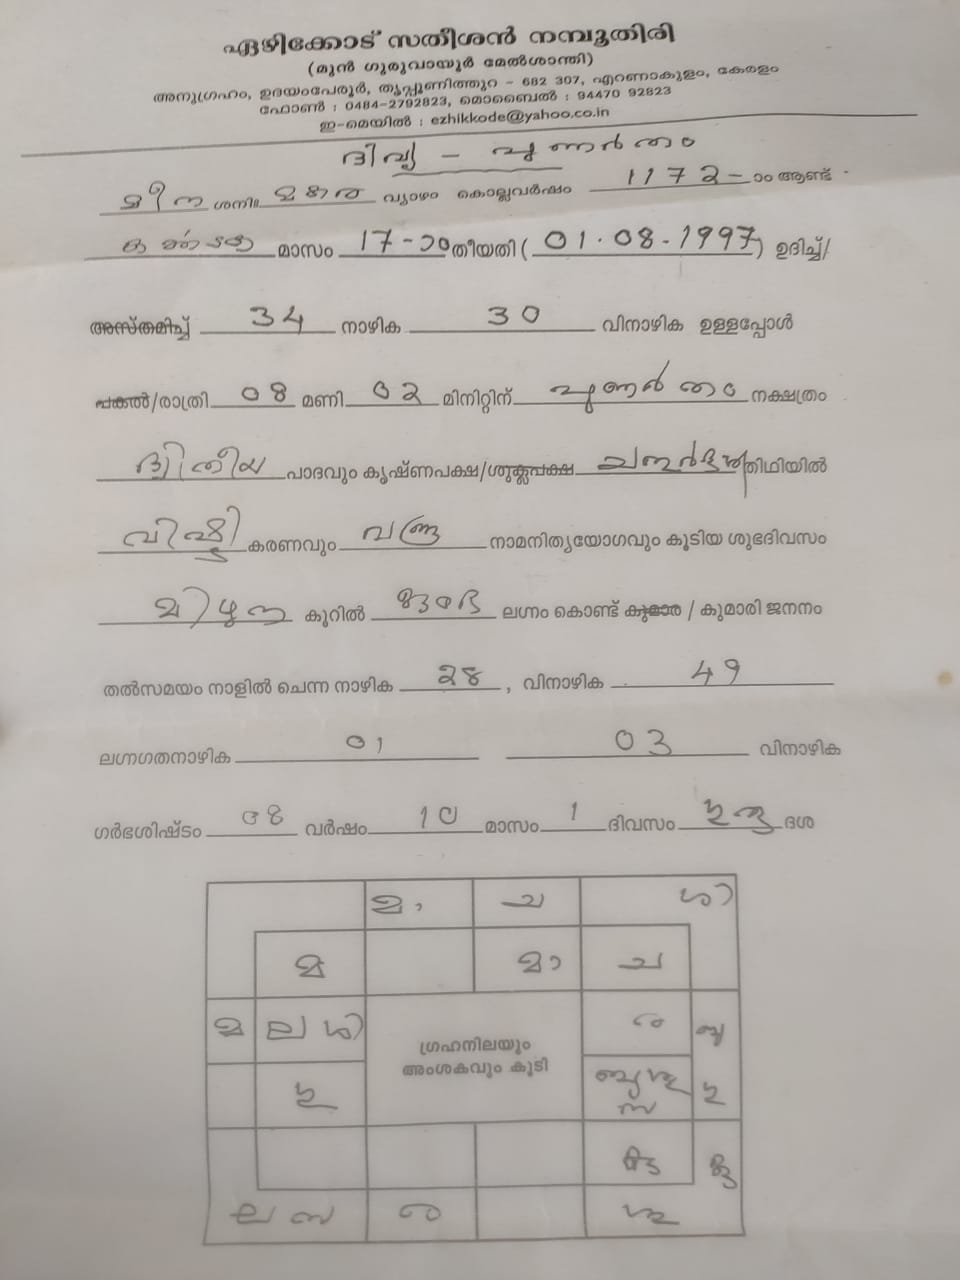 ഏഴിക്കോട് സതീശൻ നമ്പൂതിരി
(മുൻ ഗുരുവായൂർ മേൽശാന്തി)
അനുഗ്രഹം, ഉദയംപേരൂർ, തൃപ്പൂണിത്തുറ - 682 307, എറണാകുളം, കേരളം
ഫോൺ : 0484-2792823, മൊബൈൽ : 94470 92823
ഇ-മെയിൽ : ezhikkode@yahoo.co.in
ദിവ്യ - പുണർതം
മീന ശനി മകര വ്യാഴം കൊല്ലവർഷം 1172- ാം ആണ്ട്
കർക്കടക മാസം 17-ാം തീയതി ( 01.08.1997 ) ഉദിച്ച്/
അസ്തമിച്ച് 34 നാഴിക 30 വിനാഴിക ഉള്ളപ്പോൾ
പകൽ/രാത്രി 08 മണി 02 മിനിറ്റിന് പുണർതം നക്ഷത്രം
ദ്വിതീയ പാദവും കൃഷ്ണപക്ഷ/ശുക്ലപക്ഷ ചതുർദശി തിഥിയിൽ
വിഷ്ടി കരണവും വജ്ര നാമനിത്യയോഗവും കൂടിയ ശുഭദിവസം
മിഥുന കൂറിൽ കുംഭ ലഗ്നം കൊണ്ട് കുമാര / കുമാരി ജനനം
തൽസമയം നാളിൽ ചെന്ന നാഴിക 28 , വിനാഴിക 49
ലഗ്നഗതനാഴിക 01 03 വിനാഴിക
ഗർഭശിഷ്ടം 08 വർഷം 10 മാസം 1 ദിവസം വ്യാഴ ദശ
മാ ച ശി
മ മാ ച
മ ല ശി ര
ഗ്രഹനിലയും
അംശകവും കൂടി
ബു ശു
സ
കു
ല സ ര ശു